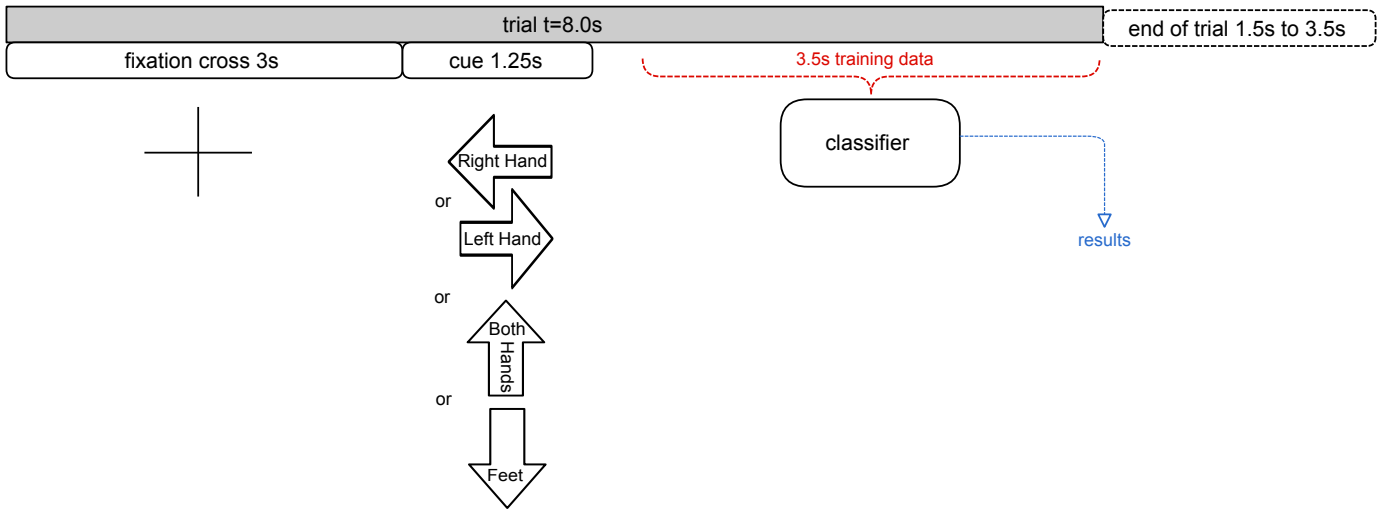 trial t=8.0s
end of trial 1.5s to 3.5s
fixation cross 3s
cue 1.25s
3.5s training data
classifier
Right Hand
or
Left Hand
results
or
Both
Hands
or
Feet